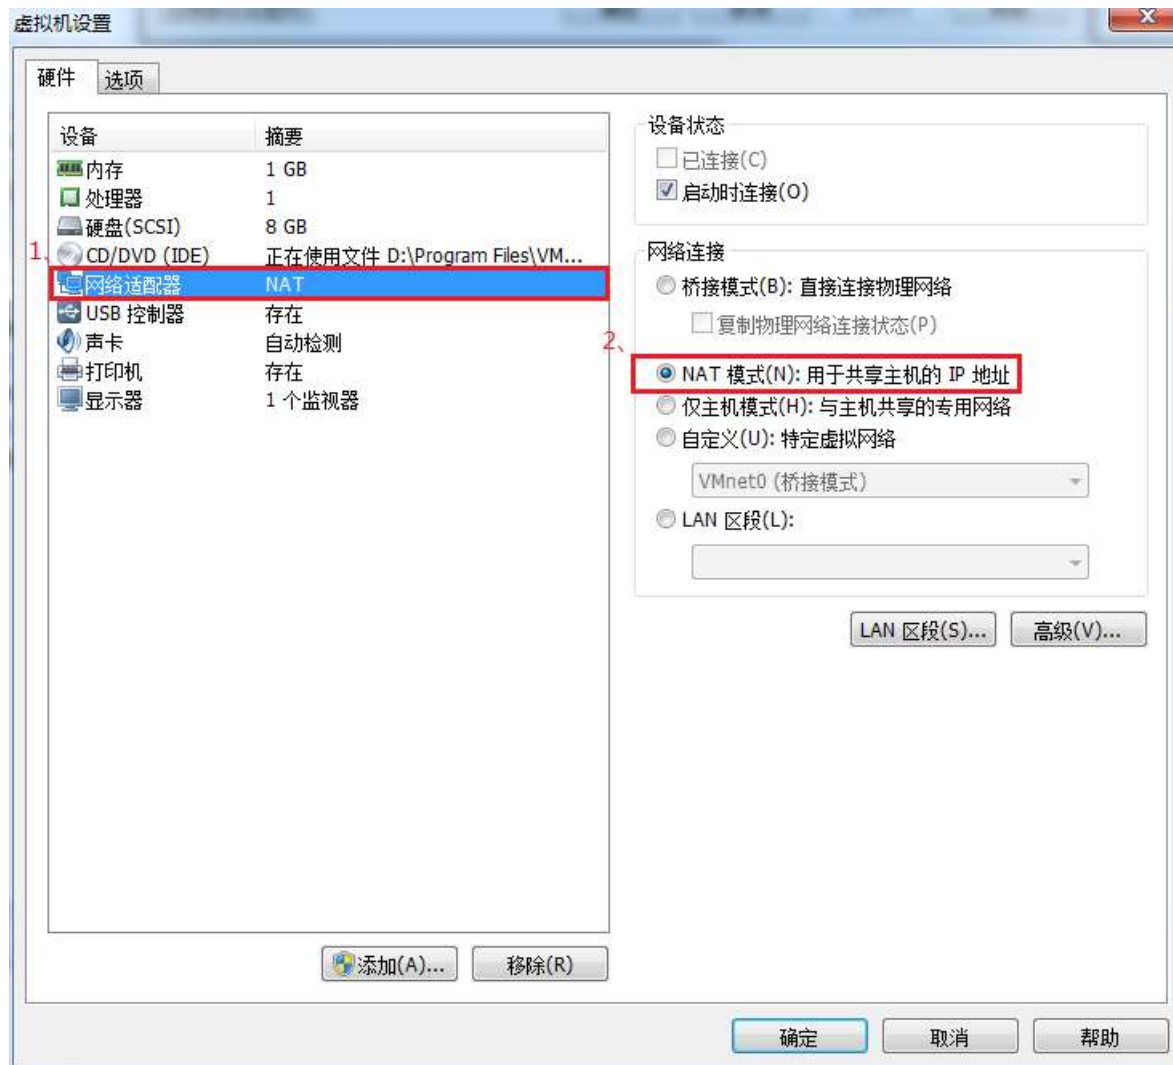 虚拟机设置
硬件 选项
设备 摘要
内存 1 GB
处理器 1
硬盘(SCSI) 8 GB
1、
CD/DVD (IDE) 正在使用文件 D:\Program Files\VM...
网络适配器 NAT
USB 控制器 存在
声卡 自动检测
打印机 存在
显示器 1 个监视器
添加(A)... 移除(R)
设备状态
已连接(C)
启动时连接(O)
网络连接
桥接模式(B): 直接连接物理网络
复制物理网络连接状态(P)
2、
NAT 模式(N): 用于共享主机的 IP 地址
仅主机模式(H): 与主机共享的专用网络
自定义(U): 特定虚拟网络
VMnet0 (桥接模式)
LAN 区段(L):
LAN 区段(S)... 高级(V)...
确定 取消 帮助